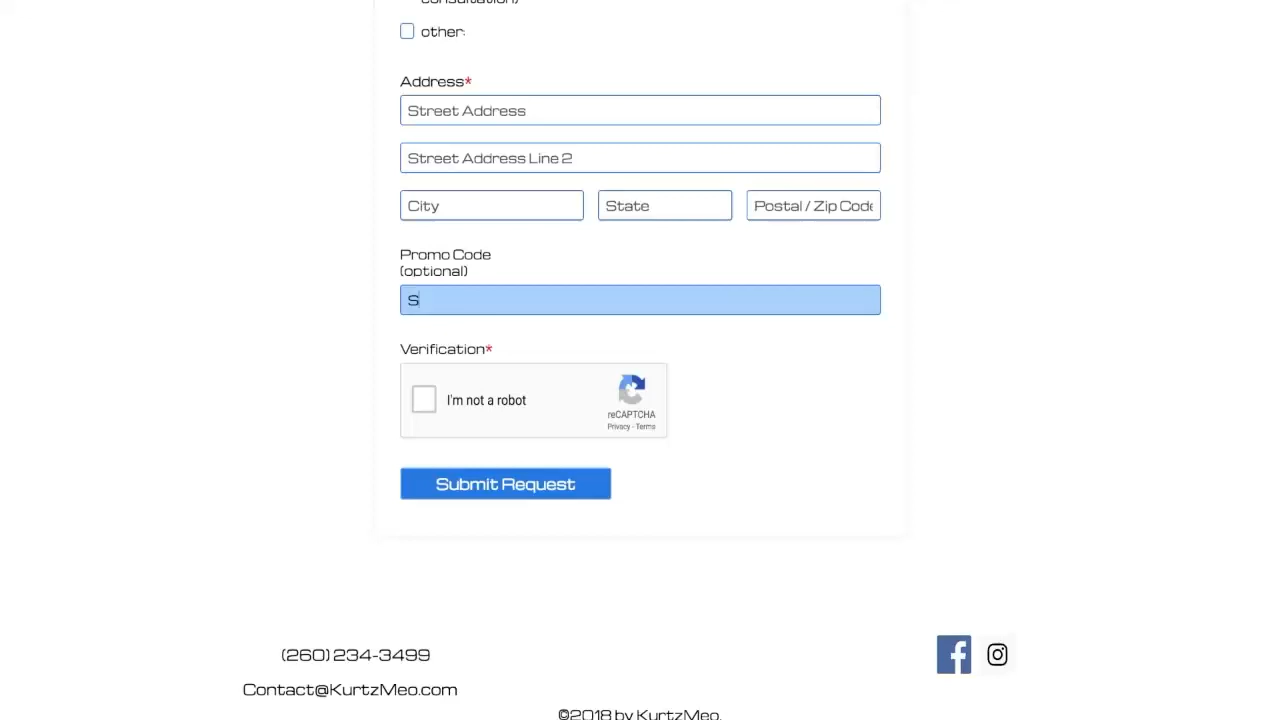 consultation)
other:
Address*
Street Address
Street Address Line 2
City State Postal / Zip Code
Promo Code
(optional)
S
Verification*
I'm not a robot
reCAPTCHA
Privacy - Terms
Submit Request
(260) 234-3499
Contact@KurtzMeo.com
©2018 by KurtzMeo.